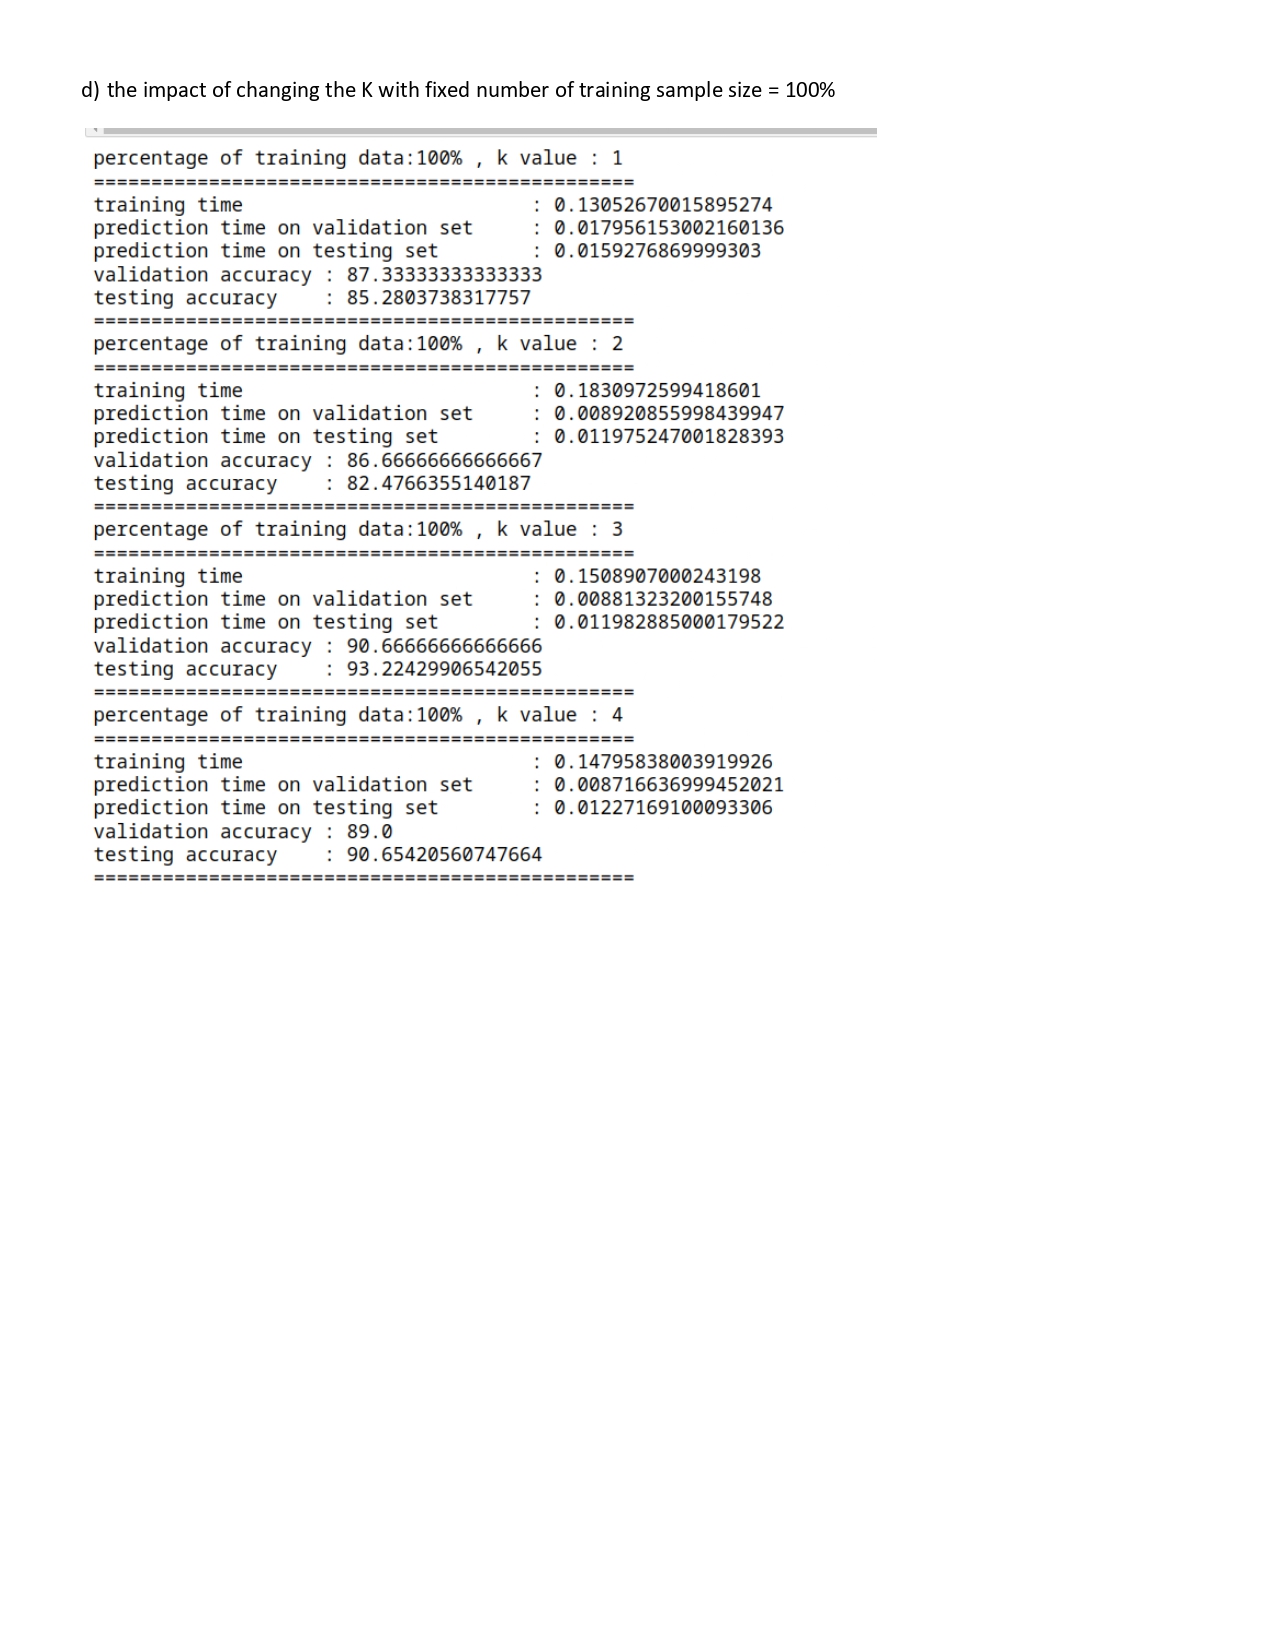 d) the impact of changing the K with fixed number of training sample size = 100%
percentage of training data:100% , k value : 1
===============================================
training time                         : 0.13052670015895274
prediction time on validation set     : 0.017956153002160136
prediction time on testing set        : 0.0159276869999303
validation accuracy : 87.33333333333333
testing accuracy    : 85.2803738317757
===============================================
percentage of training data:100% , k value : 2
===============================================
training time                         : 0.1830972599418601
prediction time on validation set     : 0.008920855998439947
prediction time on testing set        : 0.011975247001828393
validation accuracy : 86.66666666666667
testing accuracy    : 82.4766355140187
===============================================
percentage of training data:100% , k value : 3
===============================================
training time                         : 0.1508907000243198
prediction time on validation set     : 0.00881323200155748
prediction time on testing set        : 0.011982885000179522
validation accuracy : 90.66666666666666
testing accuracy    : 93.22429906542055
===============================================
percentage of training data:100% , k value : 4
===============================================
training time                         : 0.14795838003919926
prediction time on validation set     : 0.008716636999452021
prediction time on testing set        : 0.01227169100093306
validation accuracy : 89.0
testing accuracy    : 90.65420560747664
===============================================